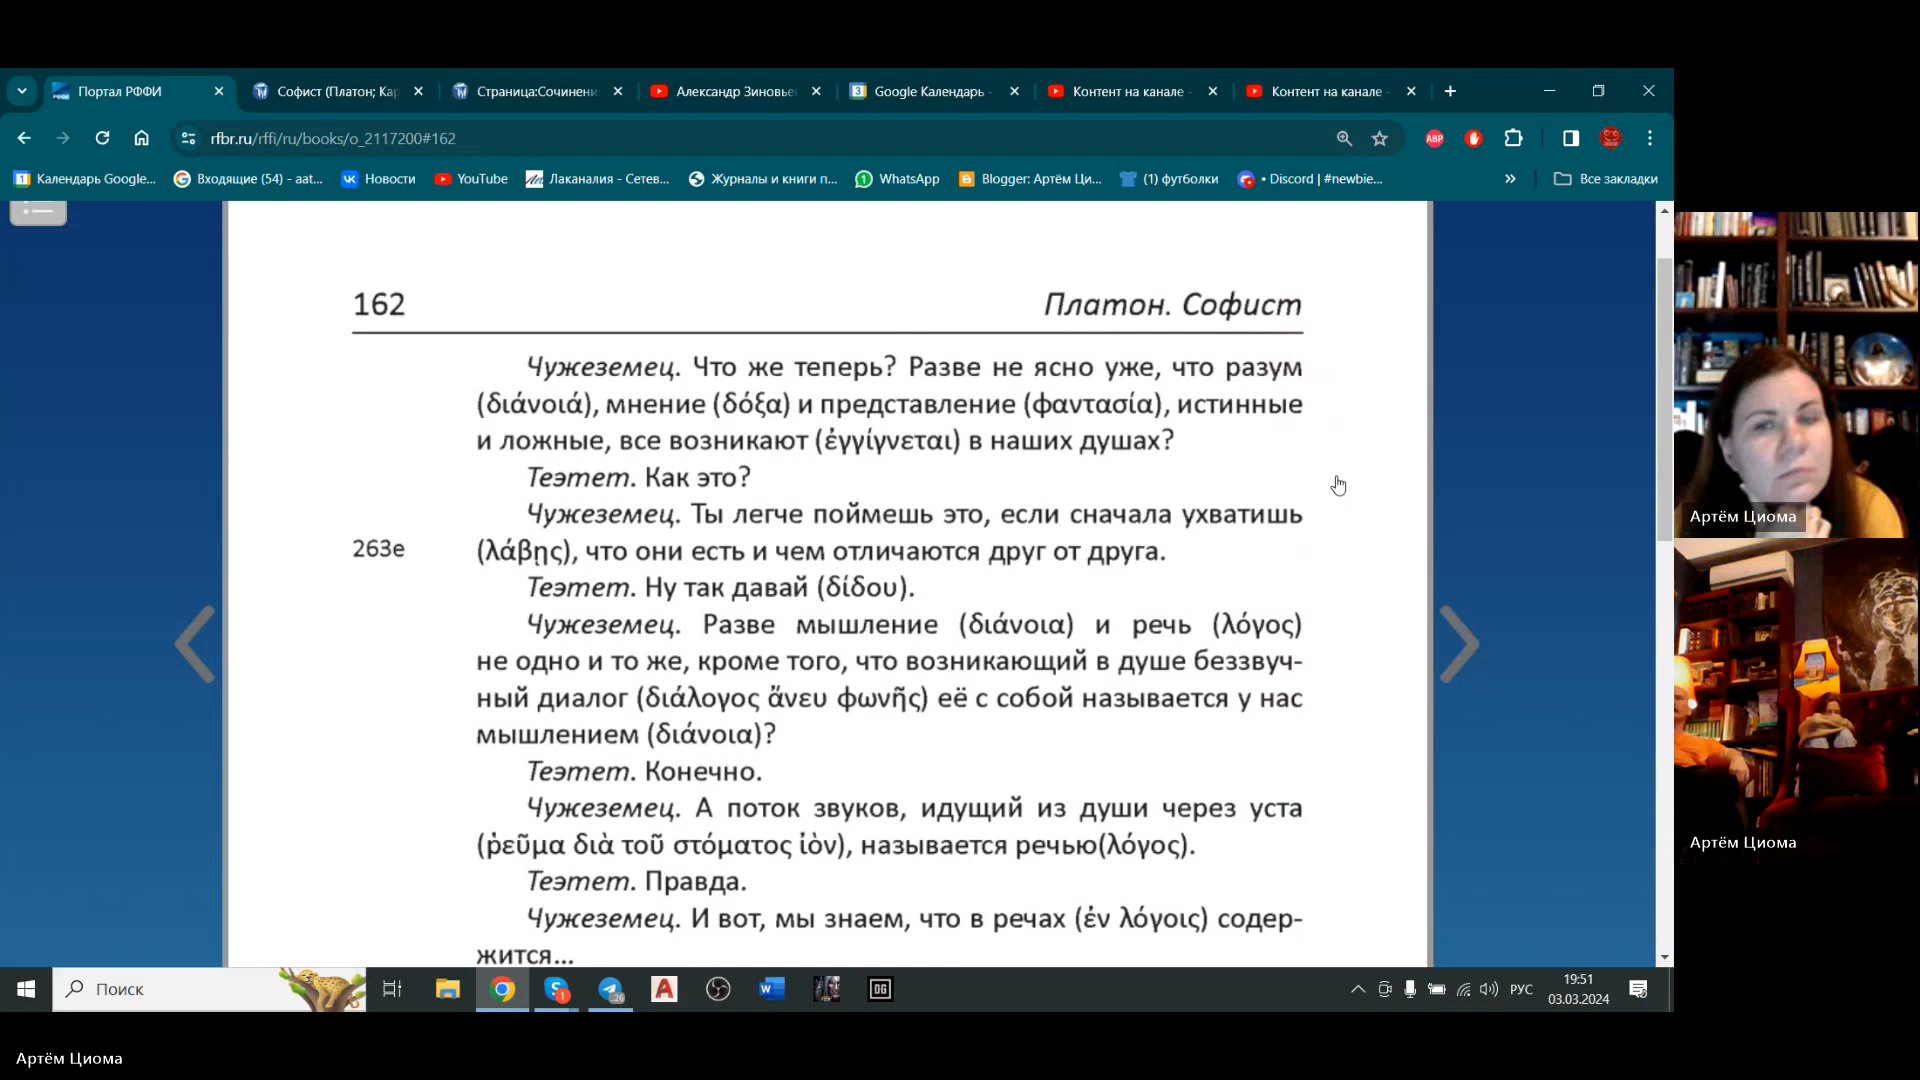 Портал РФФИ
Софист (Платон; Кар
Страница:Сочинени
Александр Зиновье
Google Календарь -
Контент на канале -
Контент на канале -
rfbr.ru/rffi/ru/books/o_2117200#162
ABP
Календарь Google...
Входящие (54) - aat...
Новости
YouTube
Лаканалия - Сетев...
Журналы и книги п...
WhatsApp
Blogger: Артём Ци...
(1) футболки
• Discord | #newbie...
»
Все закладки
162
Платон. Софист
Чужеземец. Что же теперь? Разве не ясно уже, что разум
(διάνοιά), мнение (δόξα) и представление (φαντασία), истинные
и ложные, все возникают (ἐγγίγνεται) в наших душах?
Теэтет. Как это?
Чужеземец. Ты легче поймешь это, если сначала ухватишь
263e
(λάβῃς), что они есть и чем отличаются друг от друга.
Теэтет. Ну так давай (δίδου).
Чужеземец. Разве мышление (διάνοια) и речь (λόγος)
не одно и то же, кроме того, что возникающий в душе беззвуч-
ный диалог (διάλογος ἄνευ φωνῆς) её с собой называется у нас
мышлением (διάνοια)?
Теэтет. Конечно.
Чужеземец. А поток звуков, идущий из души через уста
(ῥεῦμα διὰ τοῦ στόματος ἰὸν), называется речью(λόγος).
Теэтет. Правда.
Чужеземец. И вот, мы знаем, что в речах (ἐν λόγοις) содер-
жится...
Артём Циома
Артём Циома
Поиск
РУС
19:51
03.03.2024
Артём Циома